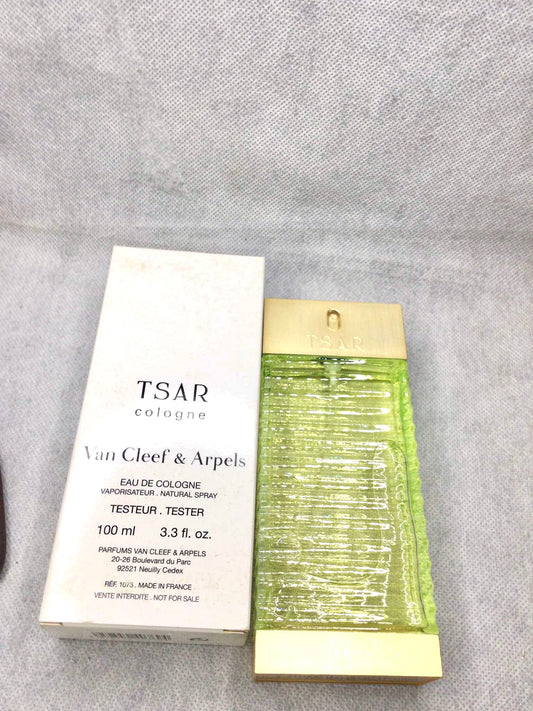 TSAR
cologne
Van Cleef & Arpels
EAU DE COLOGNE
VAPORISATEUR . NATURAL SPRAY
TESTEUR . TESTER
100 ml 3.3 fl. oz.
PARFUMS VAN CLEEF & ARPELS
20-26 Boulevard du Parc
92521 Neuilly Cedex
RÉF. 1073 . MADE IN FRANCE
VENTE INTERDITE . NOT FOR SALE
TSAR